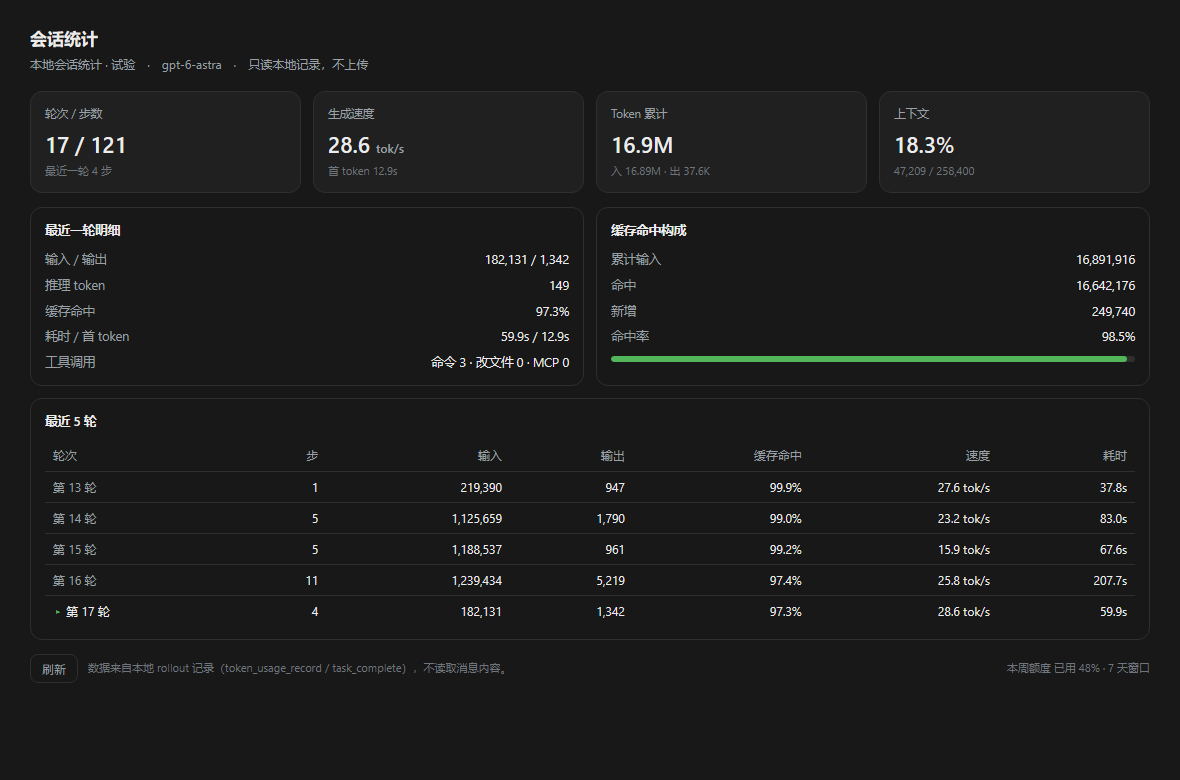 会话统计
本地会话统计 · 试验 · gpt-6-astra · 只读本地记录，不上传
轮次 / 步数
17 / 121
最近一轮 4 步
生成速度
28.6 tok/s
首 token 12.9s
Token 累计
16.9M
入 16.89M · 出 37.6K
上下文
18.3%
47,209 / 258,400
最近一轮明细
输入 / 输出 182,131 / 1,342
推理 token 149
缓存命中 97.3%
耗时 / 首 token 59.9s / 12.9s
工具调用 命令 3 · 改文件 0 · MCP 0
缓存命中构成
累计输入 16,891,916
命中 16,642,176
新增 249,740
命中率 98.5%
最近 5 轮
轮次 步 输入 输出 缓存命中 速度 耗时
第 13 轮 1 219,390 947 99.9% 27.6 tok/s 37.8s
第 14 轮 5 1,125,659 1,790 99.0% 23.2 tok/s 83.0s
第 15 轮 5 1,188,537 961 99.2% 15.9 tok/s 67.6s
第 16 轮 11 1,239,434 5,219 97.4% 25.8 tok/s 207.7s
▸ 第 17 轮 4 182,131 1,342 97.3% 28.6 tok/s 59.9s
刷新 数据来自本地 rollout 记录（token_usage_record / task_complete），不读取消息内容。 本周额度 已用 48% · 7 天窗口